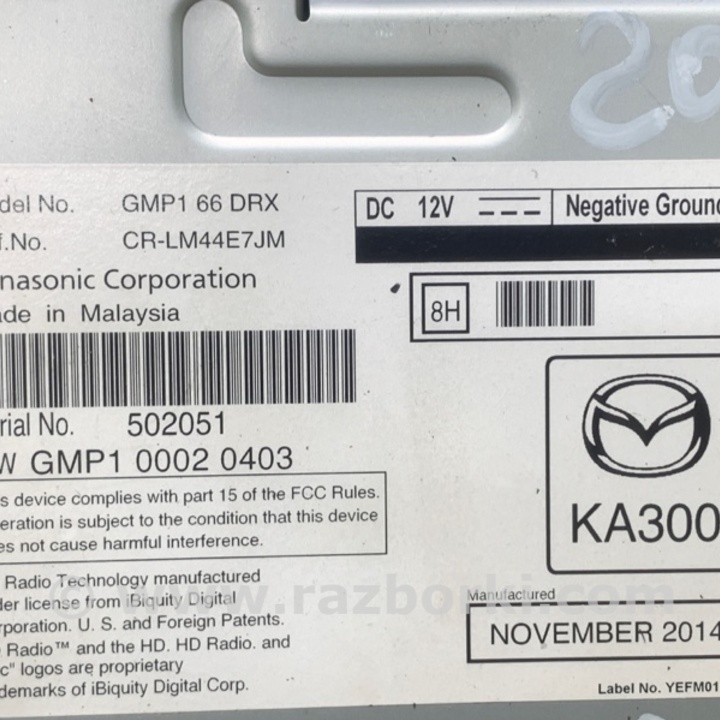 20
del No. GMP1 66 DRX
f.No. CR-LM44E7JM
nasonic Corporation
de in Malaysia
rial No. 502051
W GMP1 0002 0403
s device complies with part 15 of the FCC Rules.
eration is subject to the condition that this device
es not cause harmful interference.
Radio Technology manufactured
der license from iBiquity Digital
rporation. U. S. and Foreign Patents.
Radio™ and the HD. HD Radio. and
c" logos are proprietary
demarks of iBiquity Digital Corp.
DC 12V Negative Ground
8H
KA300
Manufactured
NOVEMBER 2014
Label No. YEFM01
© www.razborki.com